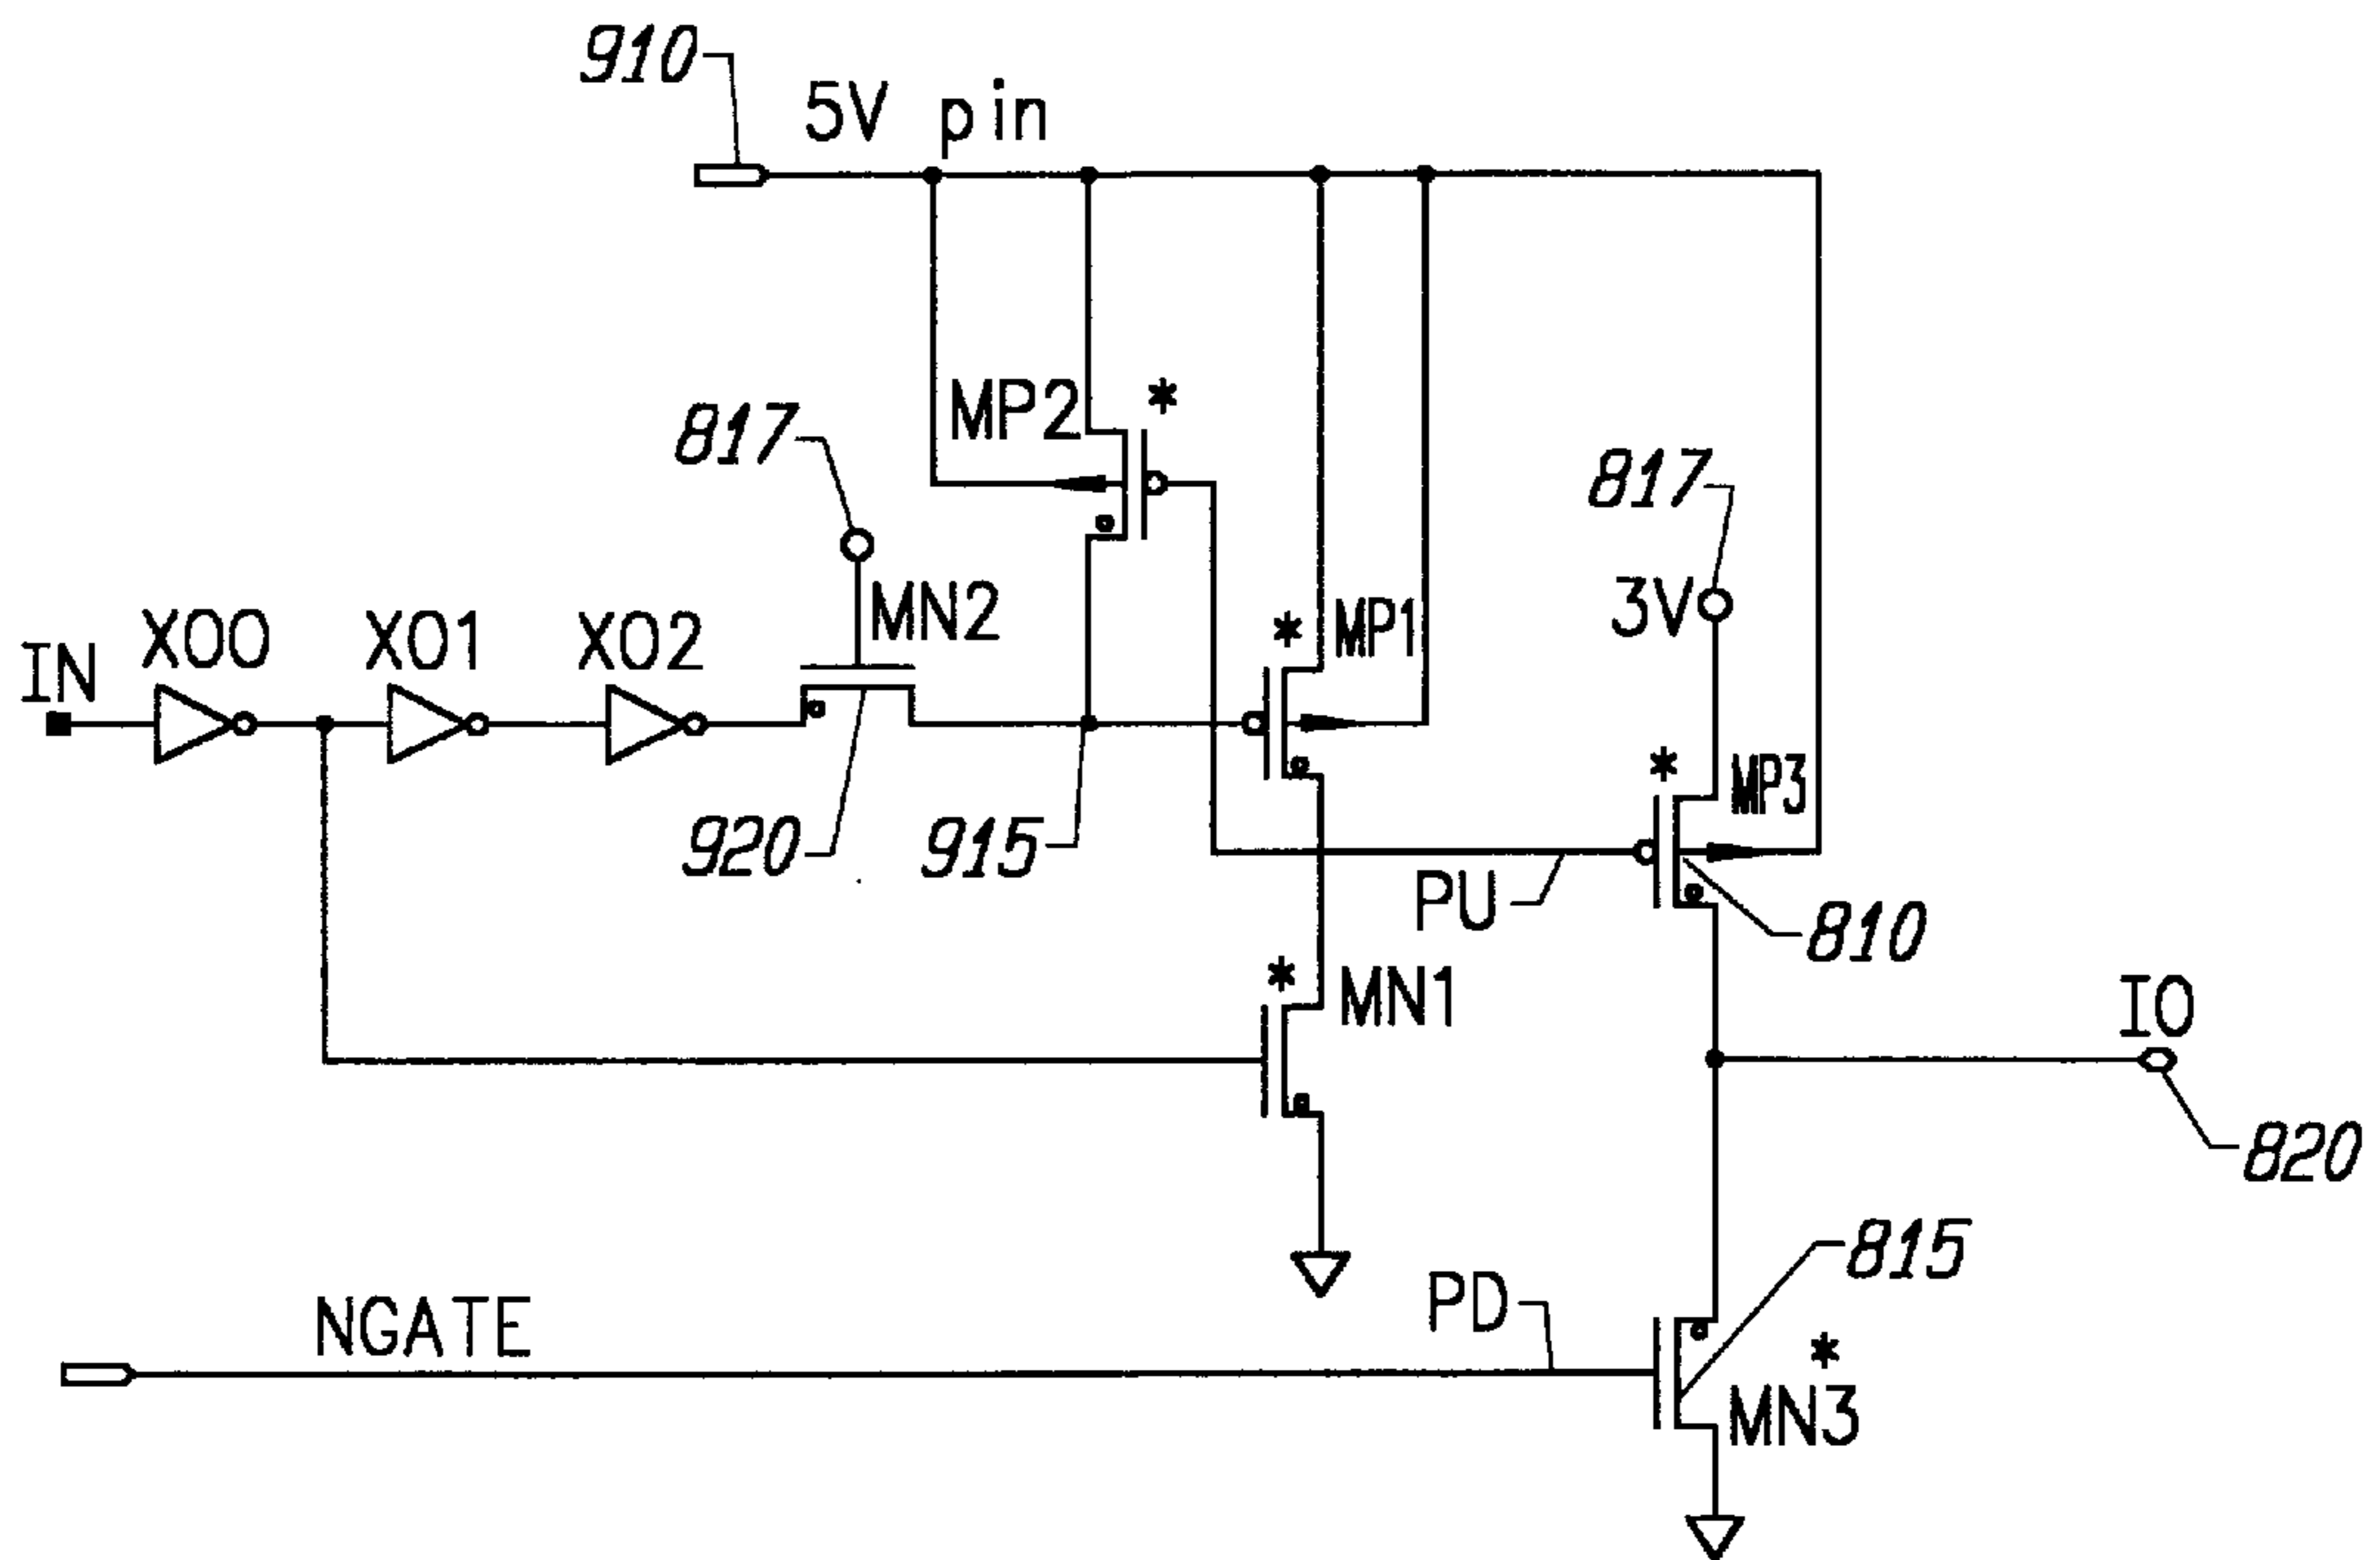 910
5V pin
MP2 *
817
817
3V
MN2
* MP1
IN X00 X01 X02
* MP3
920
915
PU
810
* MN1
IO
820
815
PD
NGATE
*
MN3